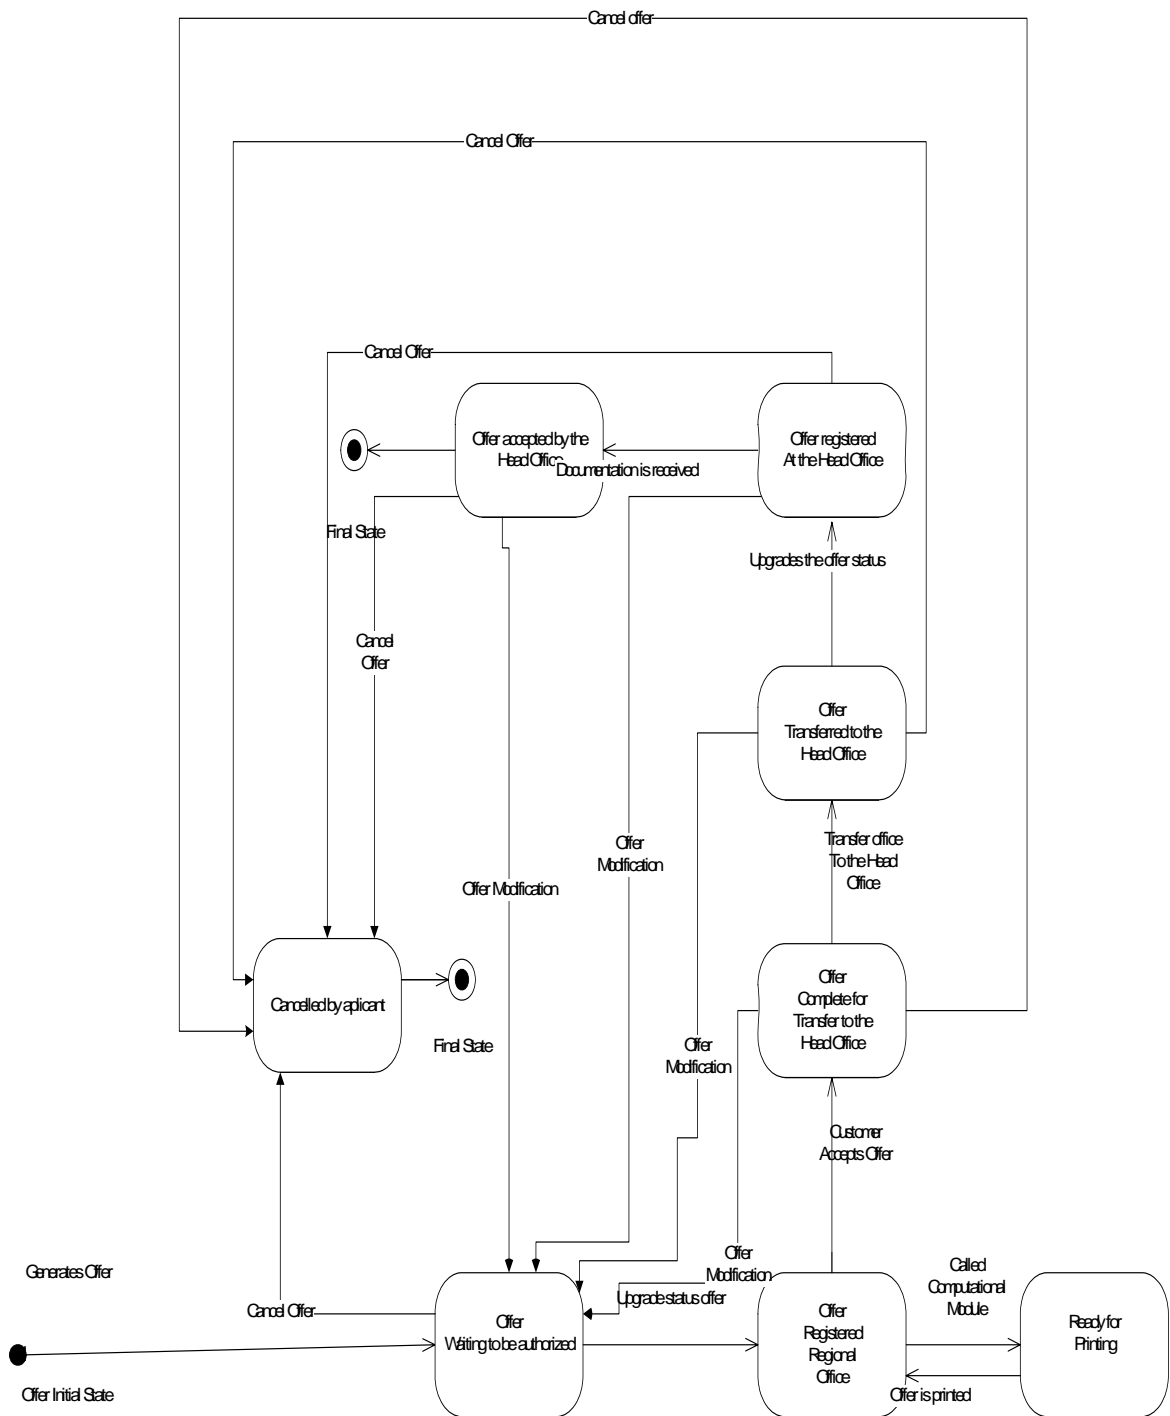 Cancel offer
Cancel Offer
Cancel Offer
Offer accepted by the
Head Office
Offer registered
At the Head Office
Documentation is received
Final State
Upgrades the offer status
Cancel
Offer
Offer
Transferred to the
Head Office
Offer
Modification
Transfer office
To the Head
Office
Offer Modification
Cancelled by aplicant
Offer
Complete for
Transfer to the
Head Office
Final State
Offer
Modification
Customer
Accepts Offer
Generates Offer
Offer
Modification
Called
Computational
Module
Cancel Offer
Upgrade status offer
Offer
Waiting to be authorized
Offer
Registered
Regional
Office
Ready for
Printing
Offer Initial State
Offer is printed